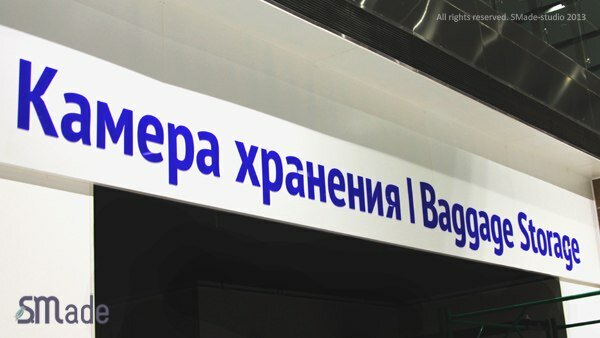 All rights reserved. SMade-studio 2013
Камера хранения | Baggage Storage
SMade